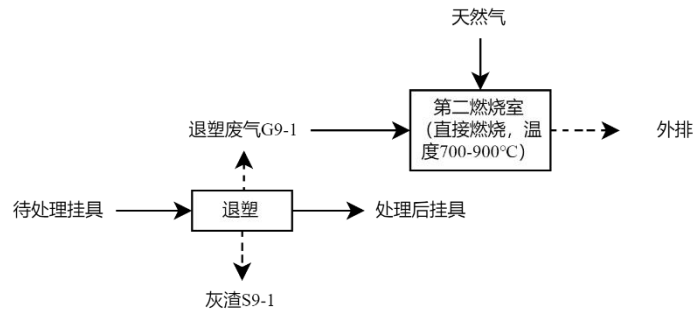 天然气
第二燃烧室
（直接燃烧，温
度700-900℃）
退塑废气G9-1
外排
待处理挂具
退塑
处理后挂具
灰渣S9-1